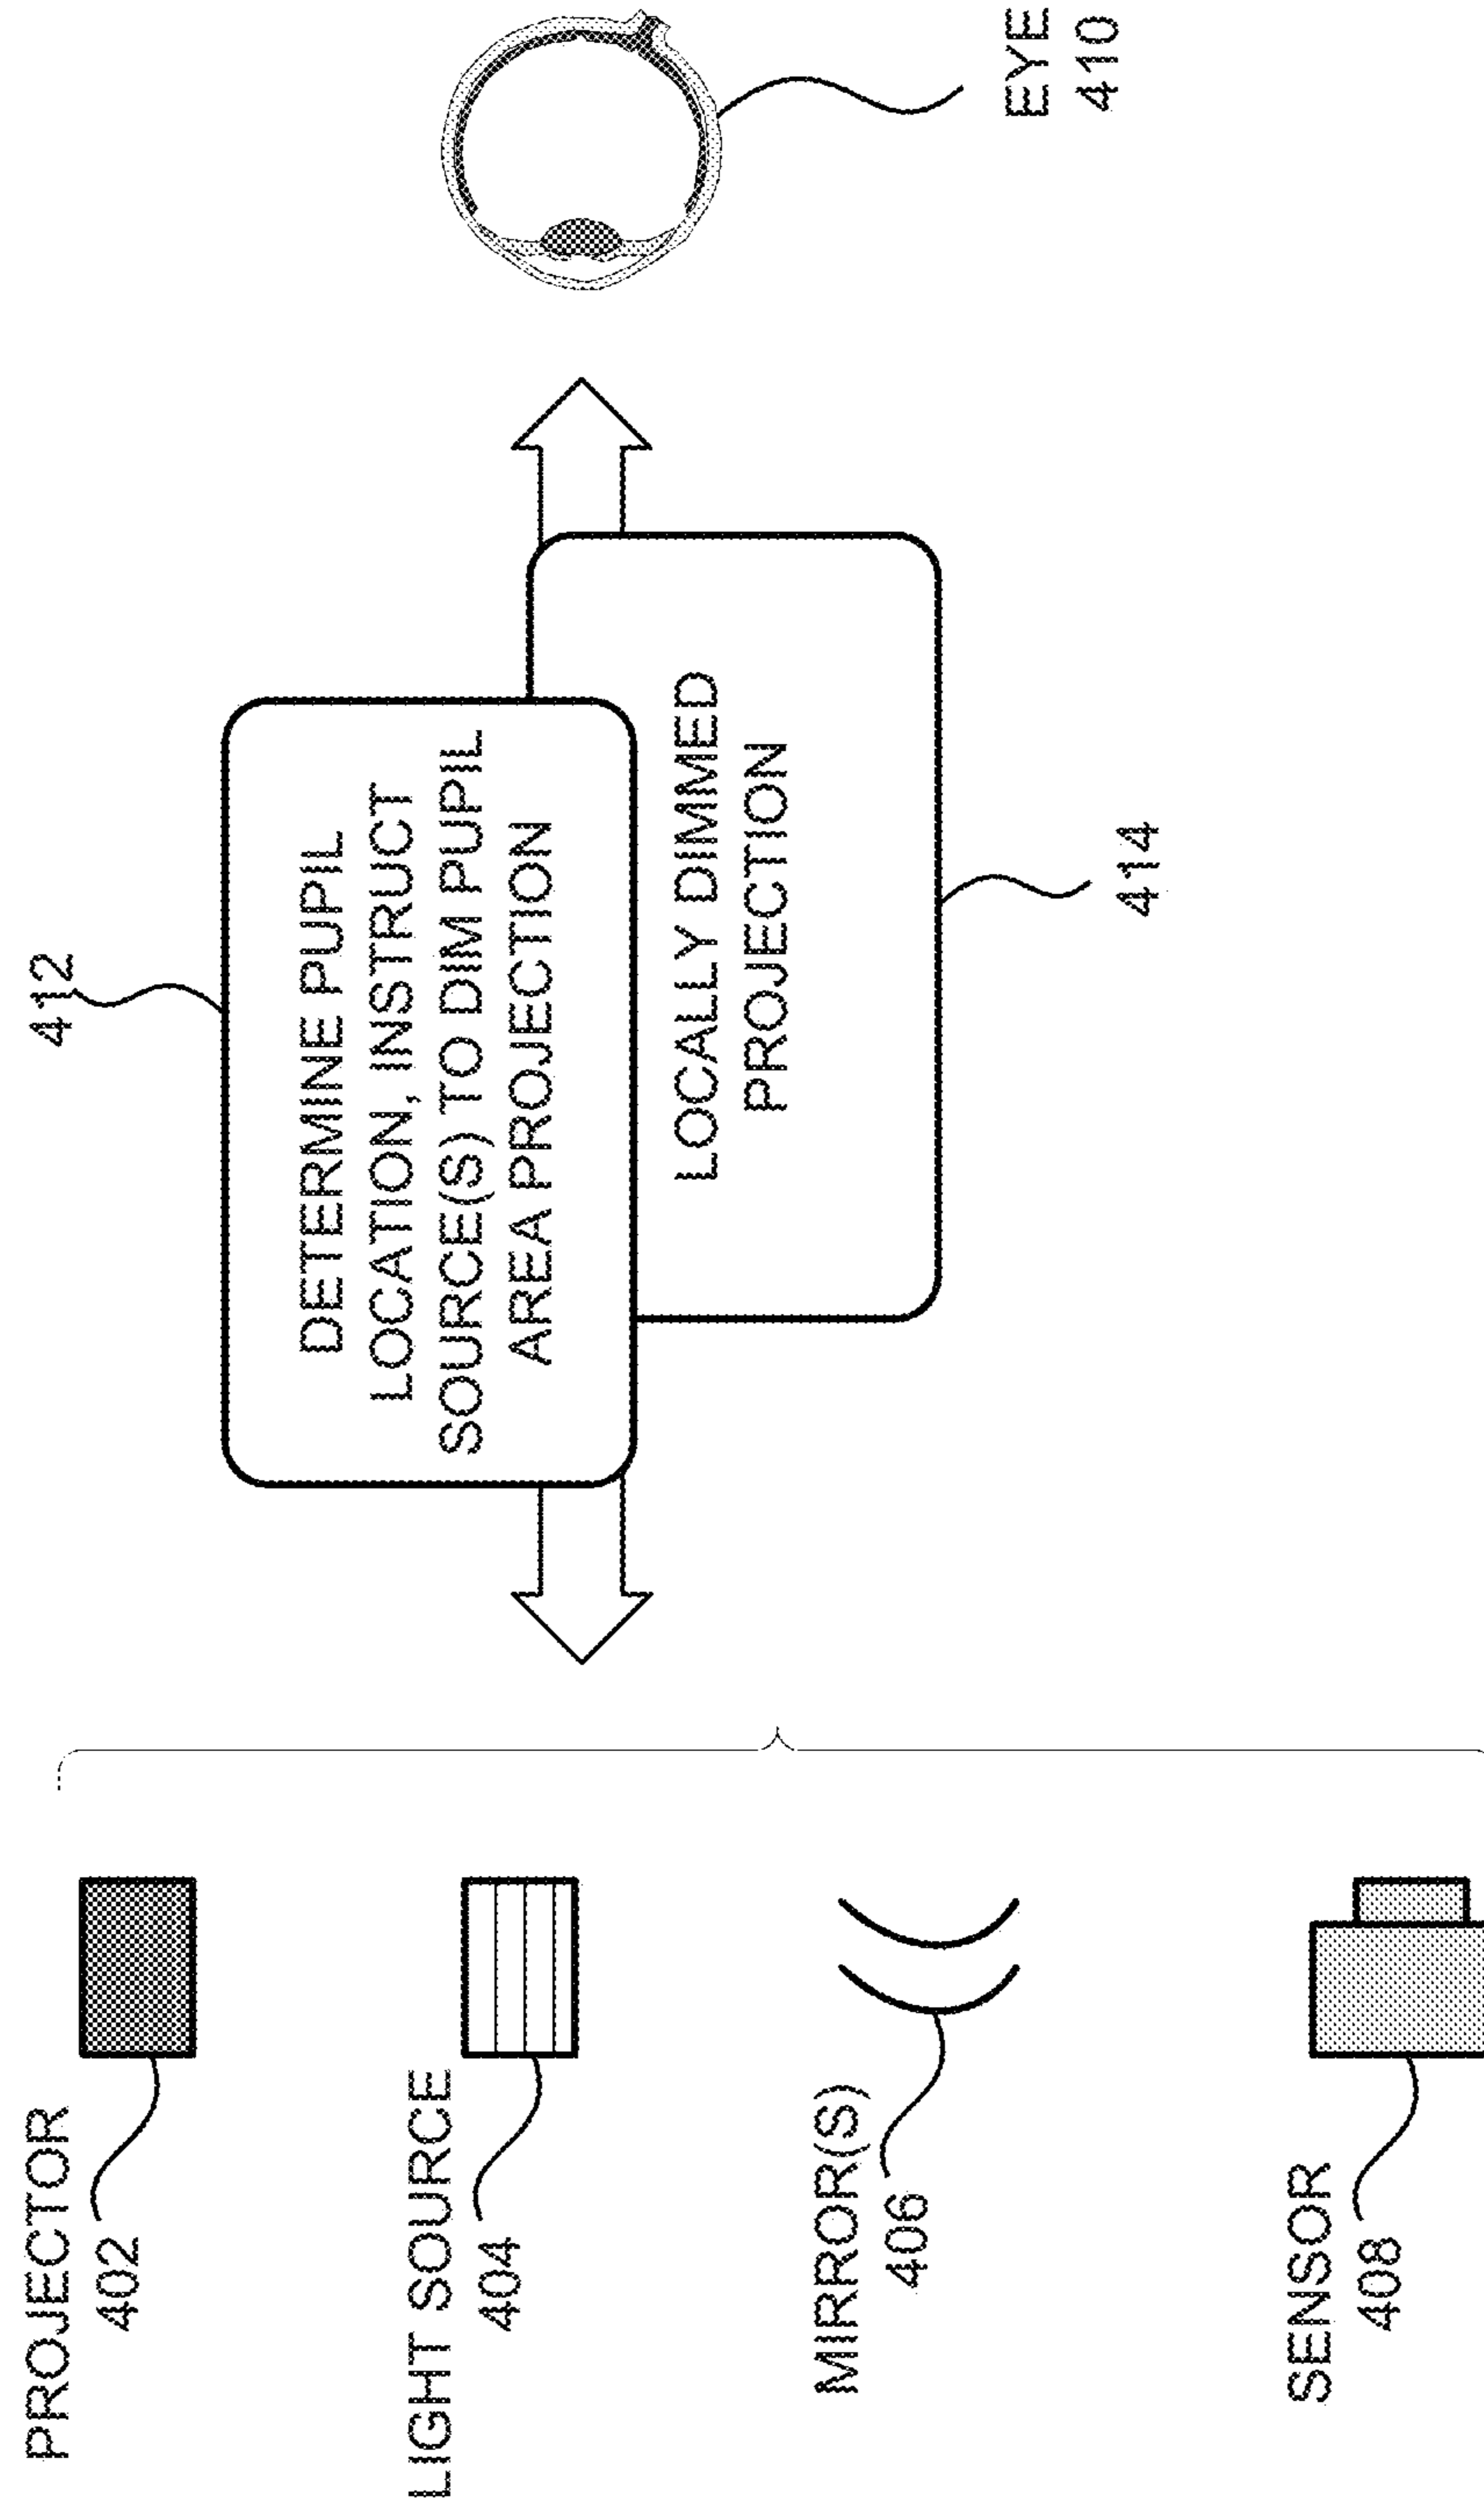 PROJECTOR
402
LIGHT SOURCE
404
MIRROR(S)
406
SENSOR
408
412
DETERMINE PUPIL
LOCATION, INSTRUCT
SOURCE(S) TO DIM PUPIL
AREA PROJECTION
LOCALLY DIMMED
PROJECTION
414
EYE
410